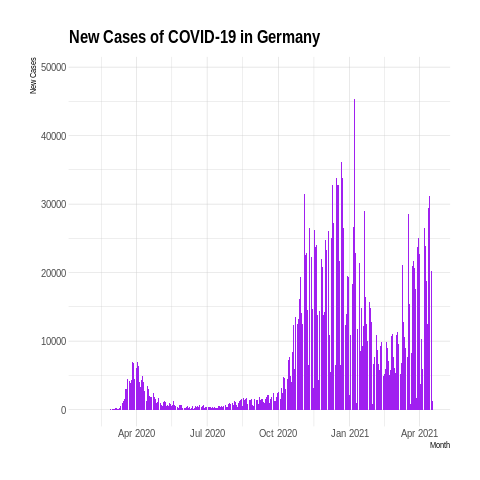 New Cases of COVID-19 in Germany
New Cases
50000
40000
30000
20000
10000
0
Apr 2020 Jul 2020 Oct 2020 Jan 2021 Apr 2021
Month